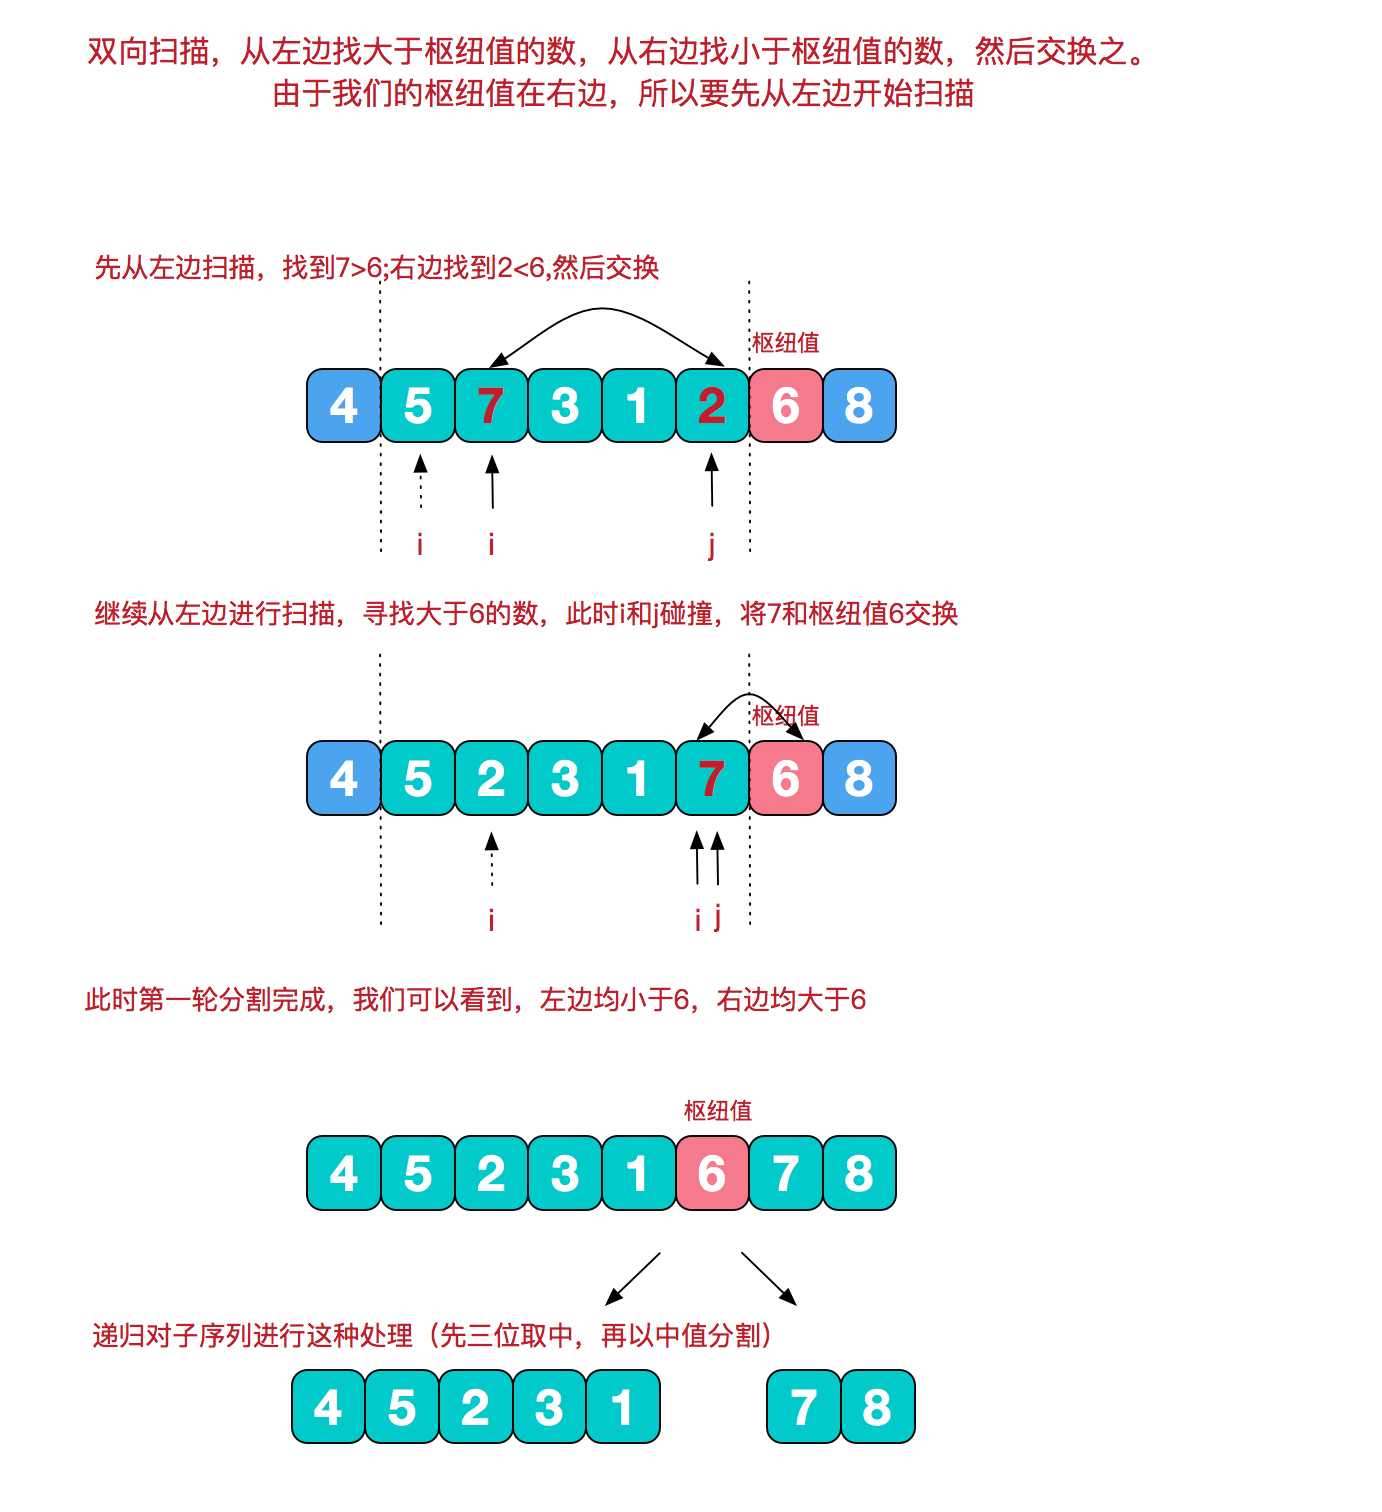 双向扫描，从左边找大于枢纽值的数，从右边找小于枢纽值的数，然后交换之。
由于我们的枢纽值在右边，所以要先从左边开始扫描
先从左边扫描，找到7>6;右边找到2<6,然后交换
枢纽值
4 5 7 3 1 2 6 8
i i j
继续从左边进行扫描，寻找大于6的数，此时i和j碰撞，将7和枢纽值6交换
枢纽值
4 5 2 3 1 7 6 8
i i j
此时第一轮分割完成，我们可以看到，左边均小于6，右边均大于6
枢纽值
4 5 2 3 1 6 7 8
递归对子序列进行这种处理（先三位取中，再以中值分割）
4 5 2 3 1 7 8